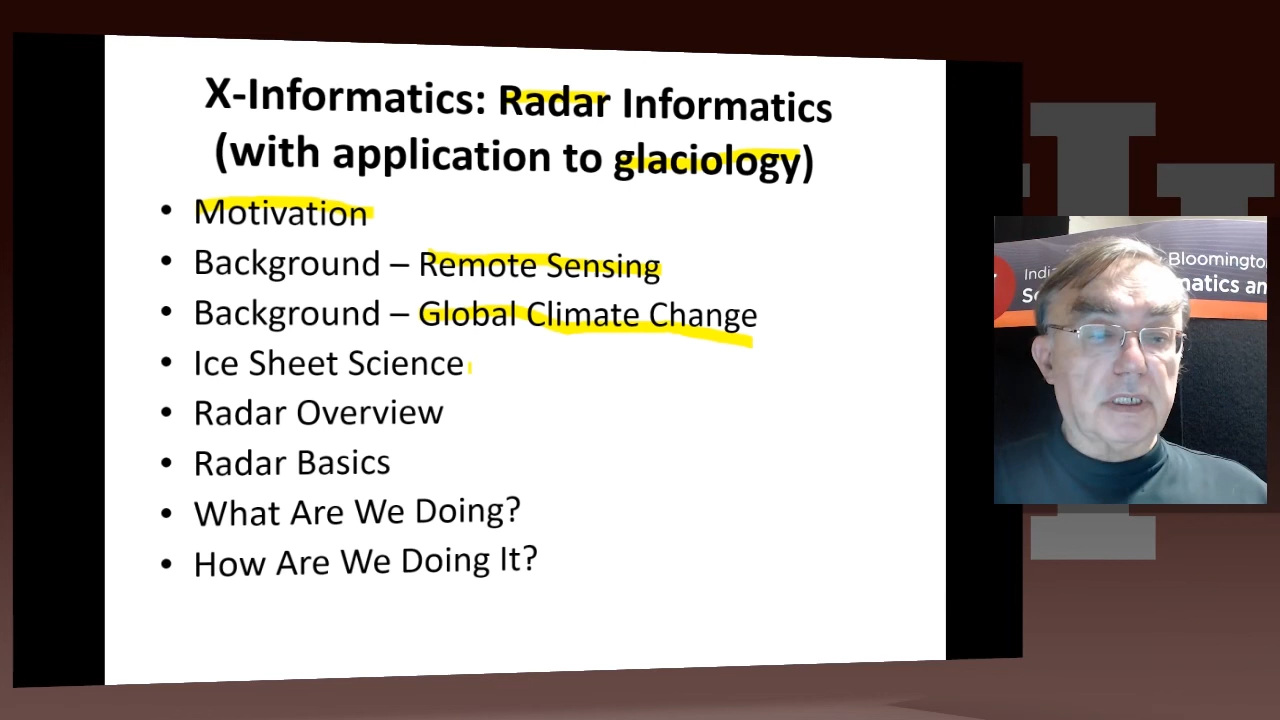 X-Informatics: Radar Informatics
(with application to glaciology)
• Motivation
• Background – Remote Sensing
• Background – Global Climate Change
• Ice Sheet Science
• Radar Overview
• Radar Basics
• What Are We Doing?
• How Are We Doing It?
Bloomington